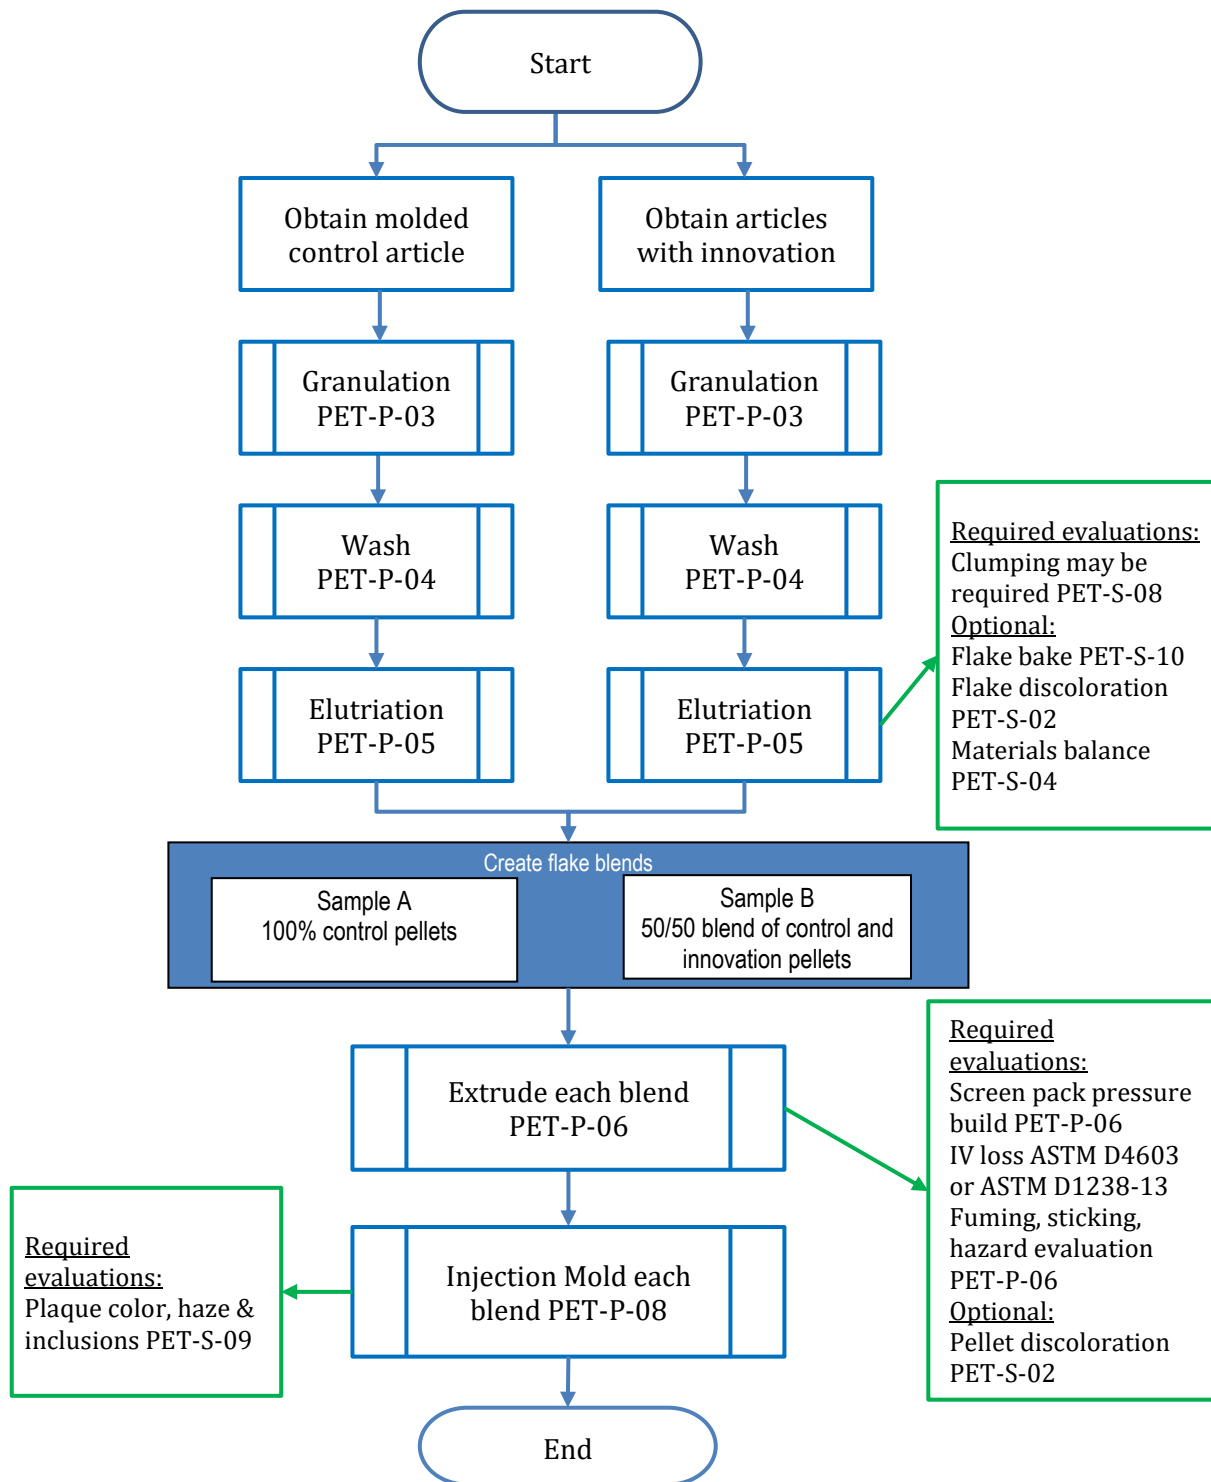 Start
Obtain molded
control article
Obtain articles
with innovation
Granulation
PET-P-03
Granulation
PET-P-03
Wash
PET-P-04
Wash
PET-P-04
Elutriation
PET-P-05
Elutriation
PET-P-05
Required evaluations:
Clumping may be
required PET-S-08
Optional:
Flake bake PET-S-10
Flake discoloration
PET-S-02
Materials balance
PET-S-04
Create flake blends
Sample A
100% control pellets
Sample B
50/50 blend of control and
innovation pellets
Extrude each blend
PET-P-06
Required
evaluations:
Screen pack pressure
build PET-P-06
IV loss ASTM D4603
or ASTM D1238-13
Fuming, sticking,
hazard evaluation
PET-P-06
Optional:
Pellet discoloration
PET-S-02
Injection Mold each
blend PET-P-08
Required
evaluations:
Plaque color, haze &
inclusions PET-S-09
End